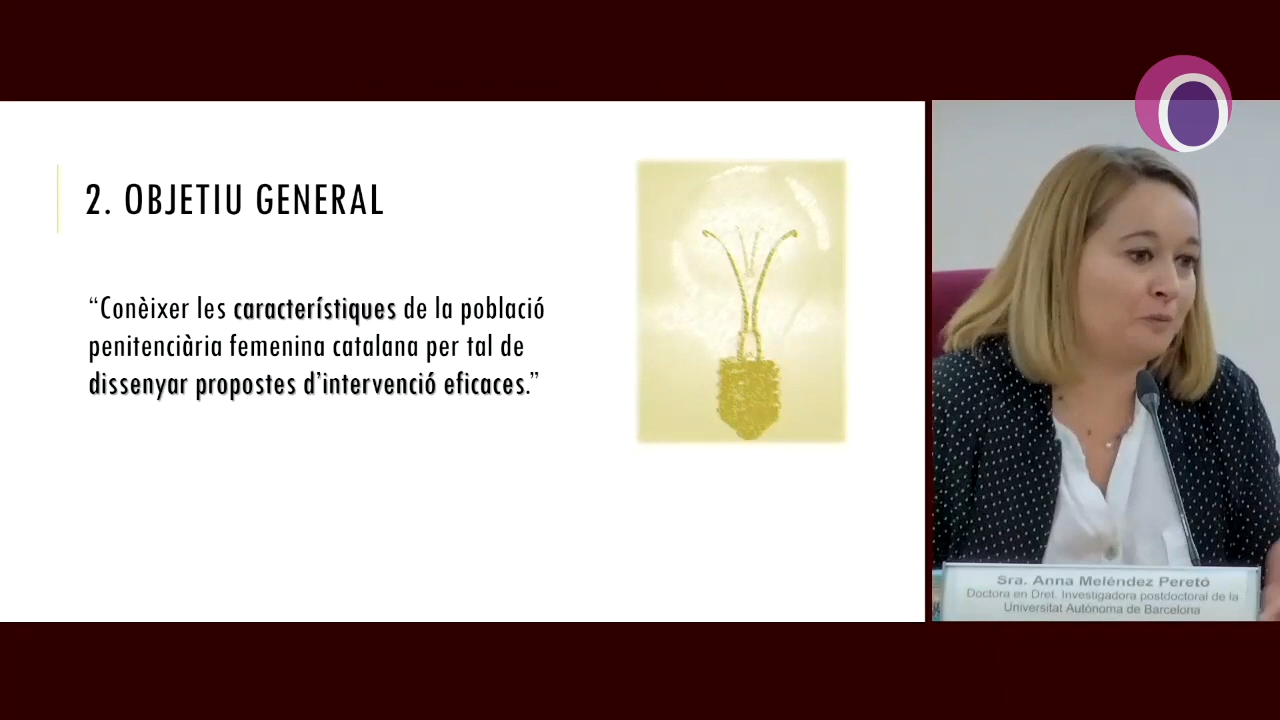 2. OBJETIU GENERAL
“Conèixer les característiques de la població
penitenciària femenina catalana per tal de
dissenyar propostes d’intervenció eficaces.”
Sra. Anna Meléndez Peretó
Doctora en Dret. Investigadora postdoctoral de la
Universitat Autònoma de Barcelona